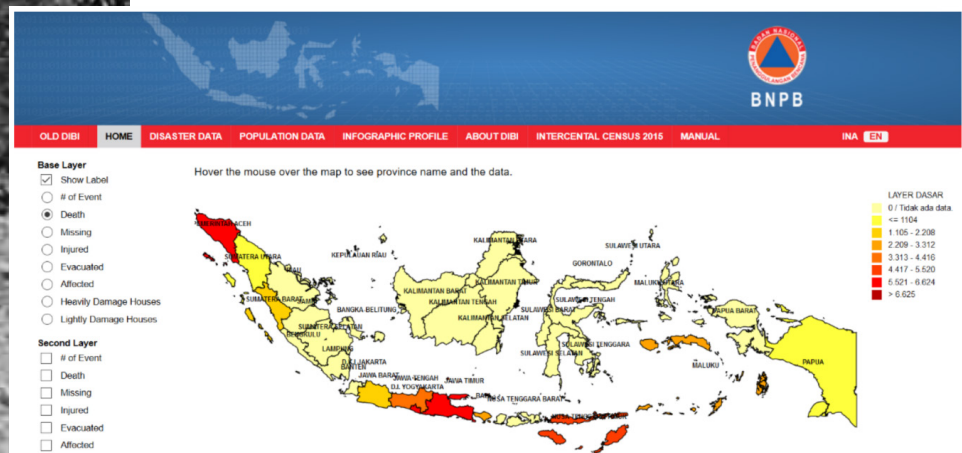 BADAN NASIONAL
PENANGGULANGAN BENCANA
BNPB
OLD DIBI HOME DISASTER DATA POPULATION DATA INFOGRAPHIC PROFILE ABOUT DIBI INTERCENTAL CENSUS 2015 MANUAL INA EN
Base Layer
Show Label
# of Event
Death
Missing
Injured
Evacuated
Affected
Heavily Damage Houses
Lightly Damage Houses
Second Layer
# of Event
Death
Missing
Injured
Evacuated
Affected
Hover the mouse over the map to see province name and the data.
LAYER DASAR
0 / Tidak ada data.
<= 1104
1.105 - 2.208
2.209 - 3.312
3.313 - 4.416
4.417 - 5.520
5.521 - 6.624
> 6.625
ACEH
SUMATERA UTARA
RIAU
KEPULAUAN RIAU
SUMATERA BARAT
BANGKA BELITUNG
SUMATERA SELATAN
BENGKULU
LAMPUNG
D.K.I JAKARTA
BANTEN
JAWA BARAT
JAWA TENGAH
D.I. YOGYAKARTA
JAWA TIMUR
BALI
NUSA TENGGARA BARAT
KALIMANTAN UTARA
KALIMANTAN BARAT
KALIMANTAN TIMUR
KALIMANTAN TENGAH
KALIMANTAN SELATAN
SULAWESI UTARA
GORONTALO
SULAWESI TENGAH
SULAWESI BARAT
SULAWESI TENGGARA
SULAWESI SELATAN
MALUKU UTARA
MALUKU
PAPUA BARAT
PAPUA